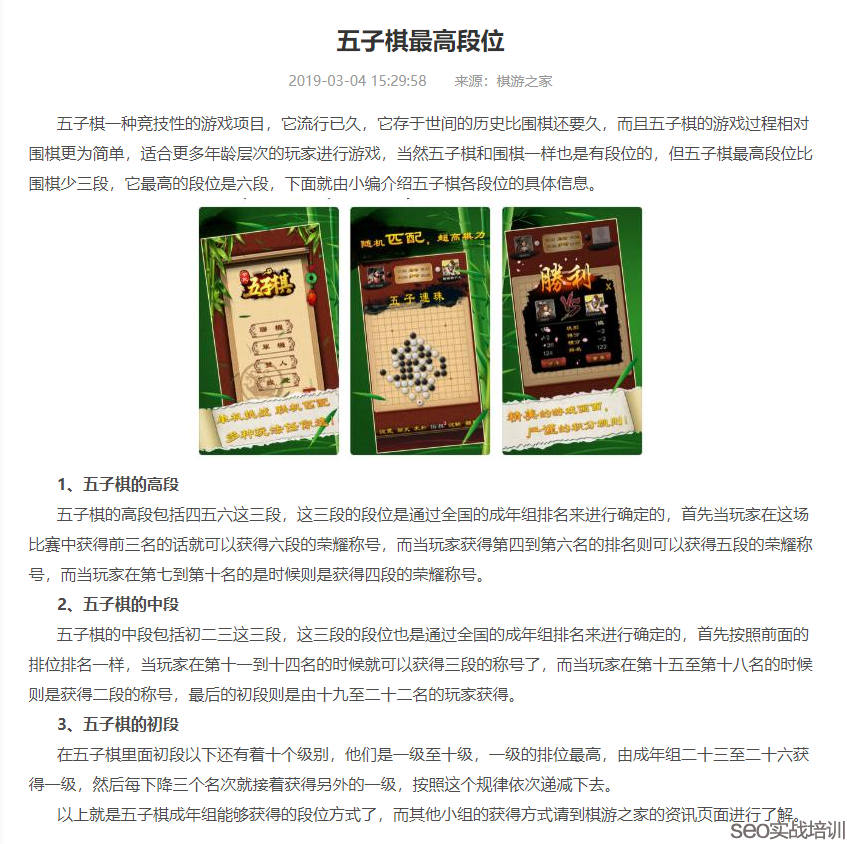 五子棋最高段位
2019-03-04 15:29:58 来源：棋游之家
五子棋一种竞技性的游戏项目，它流行已久，它存于世间的历史比围棋还要久，而且五子棋的游戏过程相对
围棋更为简单，适合更多年龄层次的玩家进行游戏，当然五子棋和围棋一样也是有段位的，但五子棋最高段位比
围棋少三段，它最高的段位是六段，下面就由小编介绍五子棋各段位的具体信息。
五子棋
单机挑战 联机匹配
多种玩法任你选！
随机匹配，超高棋力
五子連珠
勝利
VS
124
123
精美的游戏画面，
严谨的积分规则！
1、五子棋的高段
五子棋的高段包括四五六这三段，这三段的段位是通过全国的成年组排名来进行确定的，首先当玩家在这场
比赛中获得前三名的话就可以获得六段的荣耀称号，而当玩家获得第四到第六名的排名则可以获得五段的荣耀称
号，而当玩家在第七到第十名的是时候则是获得四段的荣耀称号。
2、五子棋的中段
五子棋的中段包括初二三这三段，这三段的段位也是通过全国的成年组排名来进行确定的，首先按照前面的
排位排名一样，当玩家在第十一到十四名的时候就可以获得三段的称号了，而当玩家在第十五至第十八名的时候
则是获得二段的称号，最后的初段则是由十九至二十二名的玩家获得。
3、五子棋的初段
在五子棋里面初段以下还有着十个级别，他们是一级至十级，一级的排位最高，由成年组二十三至二十六获
得一级，然后每下降三个名次就接着获得另外的一级，按照这个规律依次递减下去。
以上就是五子棋成年组能够获得的段位方式了，而其他小组的获得方式请到棋游之家的资讯页面进行了解。
seo实战培训